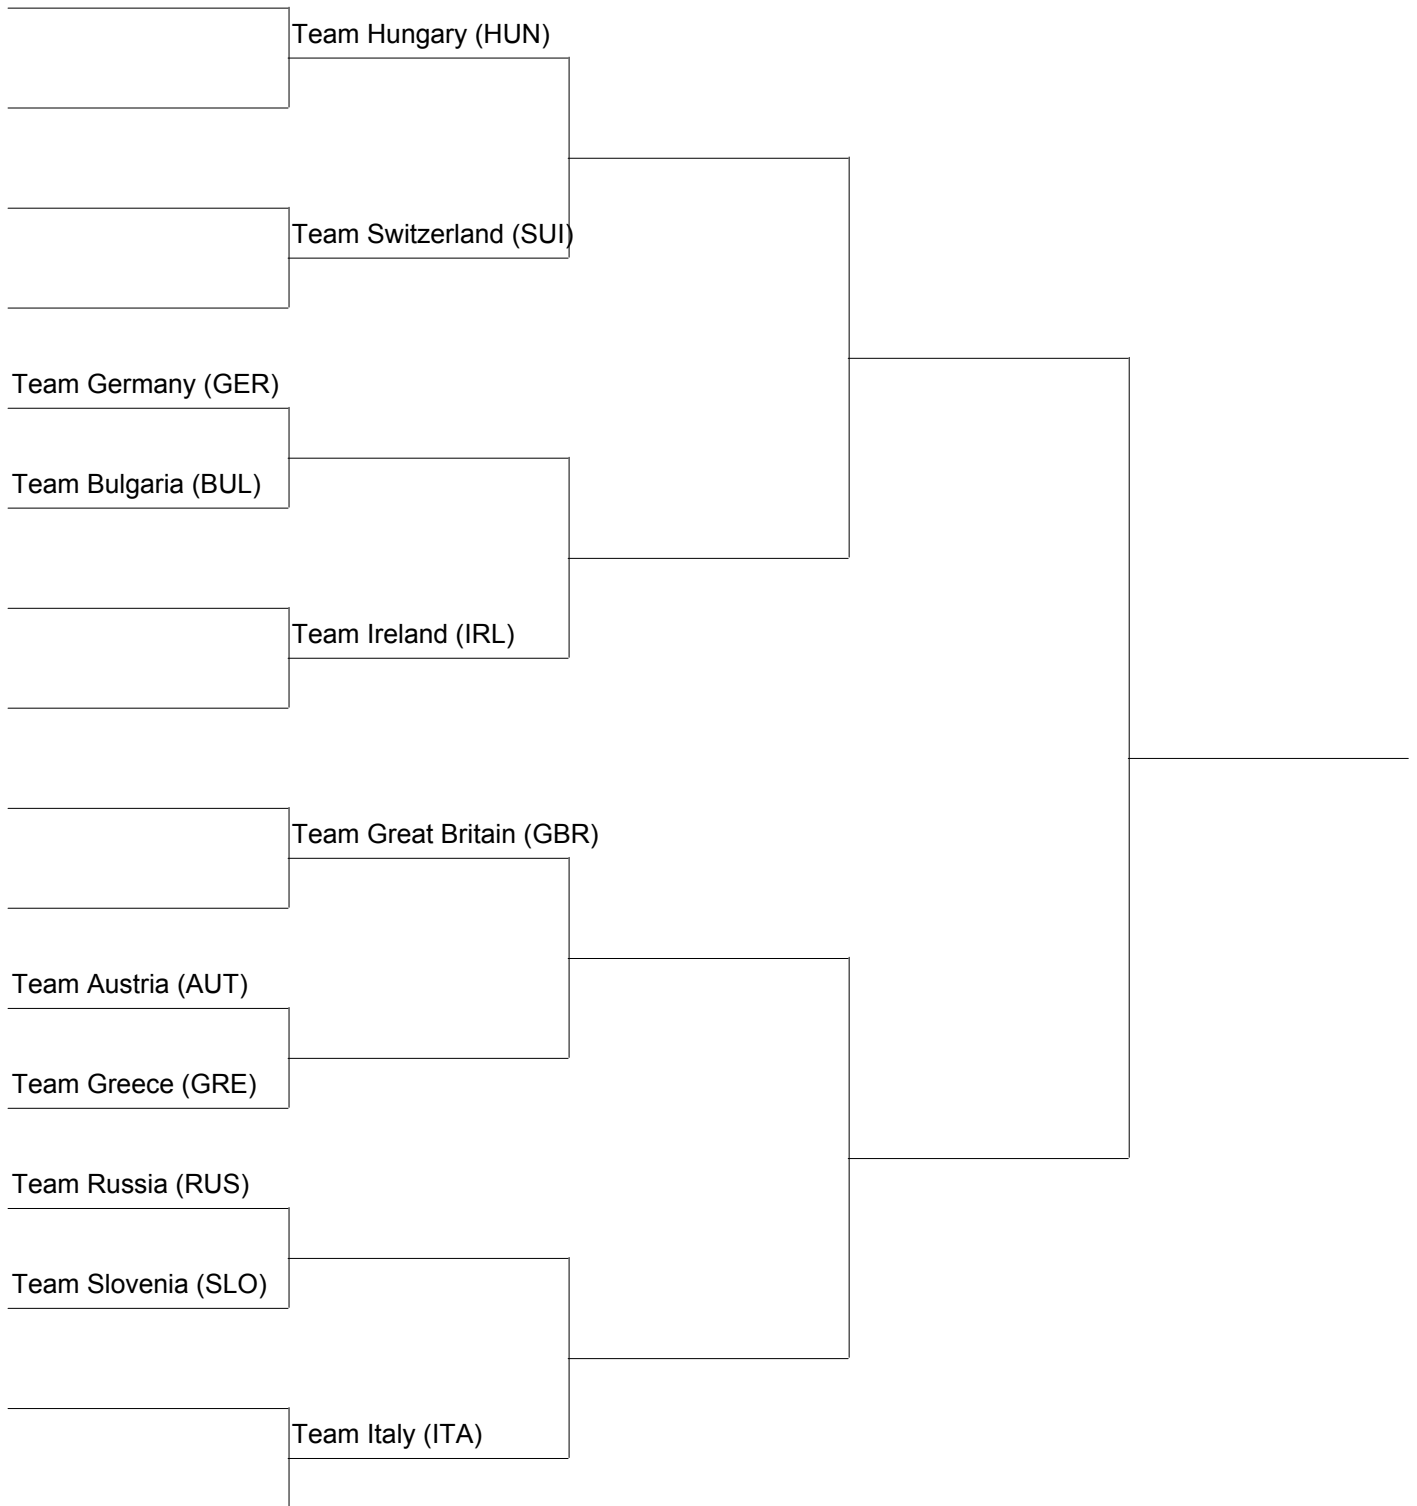 Team Hungary (HUN)
Team Switzerland (SUI)
Team Germany (GER)
Team Bulgaria (BUL)
Team Ireland (IRL)
Team Great Britain (GBR)
Team Austria (AUT)
Team Greece (GRE)
Team Russia (RUS)
Team Slovenia (SLO)
Team Italy (ITA)